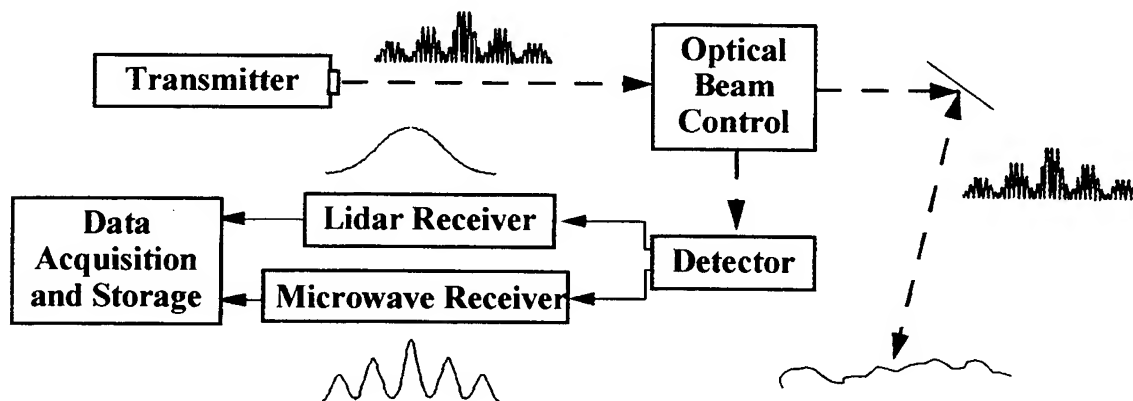 Transmitter
Optical
Beam
Control
Lidar Receiver
Data
Acquisition
and Storage
Detector
Microwave Receiver